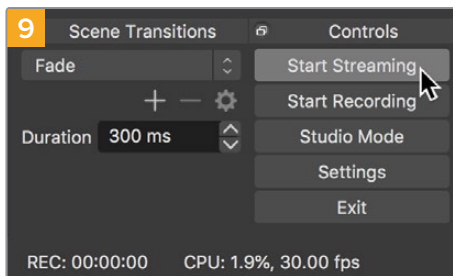 9
Scene Transitions
Controls
Fade
Start Streaming
Start Recording
Duration 300 ms
Studio Mode
Settings
Exit
REC: 00:00:00 CPU: 1.9%, 30.00 fps